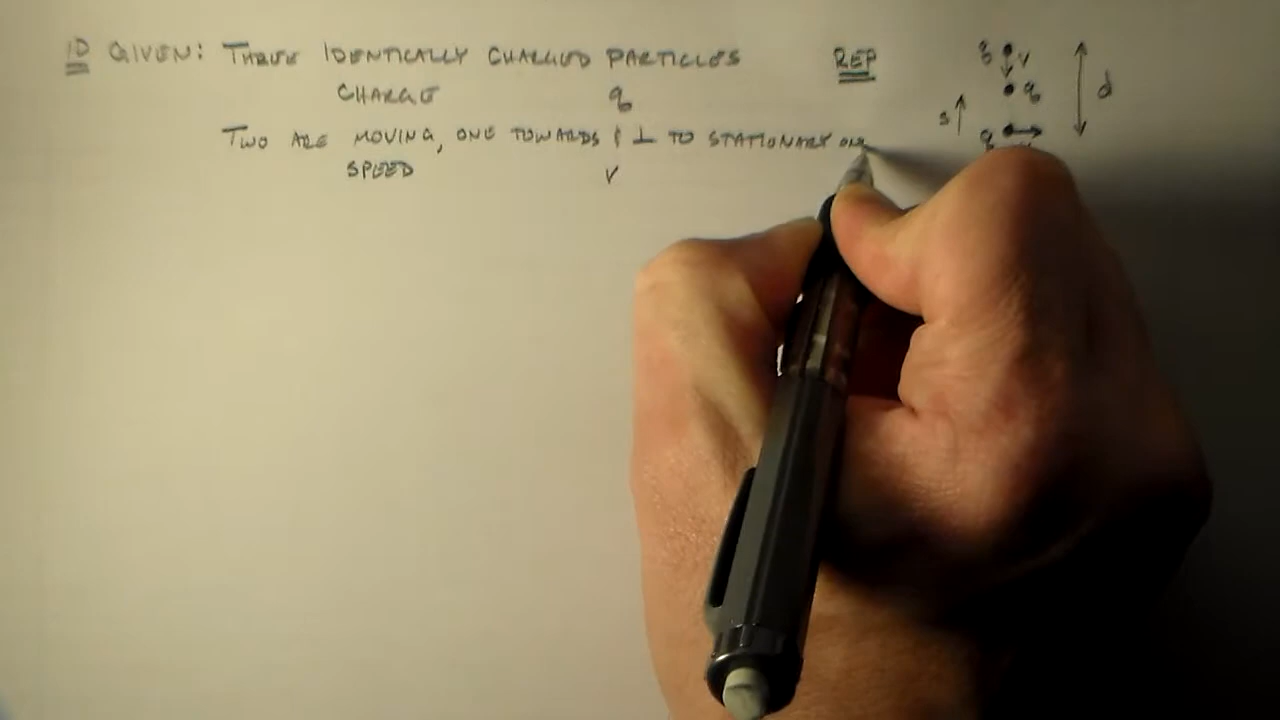 ID GIVEN: THREE IDENTICALLY CHARGED PARTICLES REP
CHARGE q
TWO ARE MOVING, ONE TOWARDS & ⊥ TO STATIONARY ONE
SPEED v
q v
q
s d
q